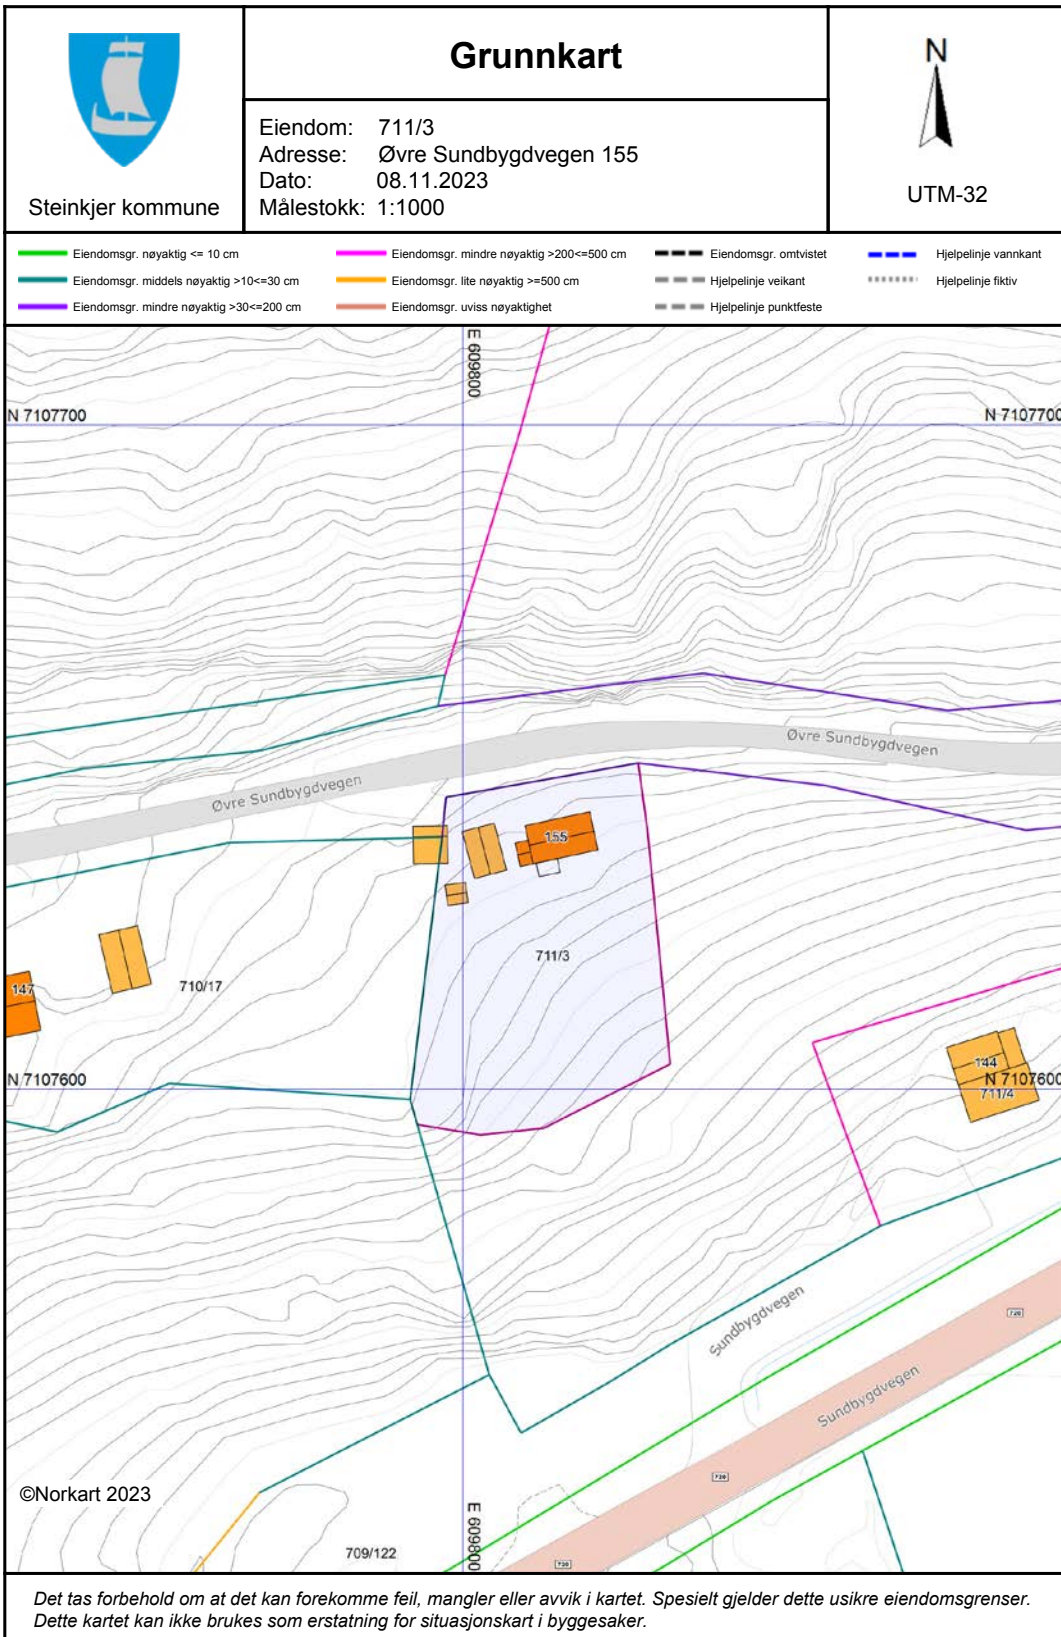 Grunnkart
Eiendom: 711/3
Adresse: Øvre Sundbygdvegen 155
Dato: 08.11.2023
Målestokk: 1:1000
Steinkjer kommune
N
UTM-32
Eiendomsgr. nøyaktig <= 10 cm
Eiendomsgr. middels nøyaktig >10<=30 cm
Eiendomsgr. mindre nøyaktig >30<=200 cm
Eiendomsgr. mindre nøyaktig >200<=500 cm
Eiendomsgr. lite nøyaktig >=500 cm
Eiendomsgr. uviss nøyaktighet
Eiendomsgr. omtvistet
Hjelpelinje veikant
Hjelpelinje punktfeste
Hjelpelinje vannkant
Hjelpelinje fiktiv
E 609800
N 7107700
N 7107700
Øvre Sundbygdvegen
Øvre Sundbygdvegen
155
711/3
710/17
147
N 7107600
144
N 7107600
711/4
Sundbygdvegen
720
Sundbygdvegen
720
©Norkart 2023
E 609800
709/122
720
Det tas forbehold om at det kan forekomme feil, mangler eller avvik i kartet. Spesielt gjelder dette usikre eiendomsgrenser.
Dette kartet kan ikke brukes som erstatning for situasjonskart i byggesaker.